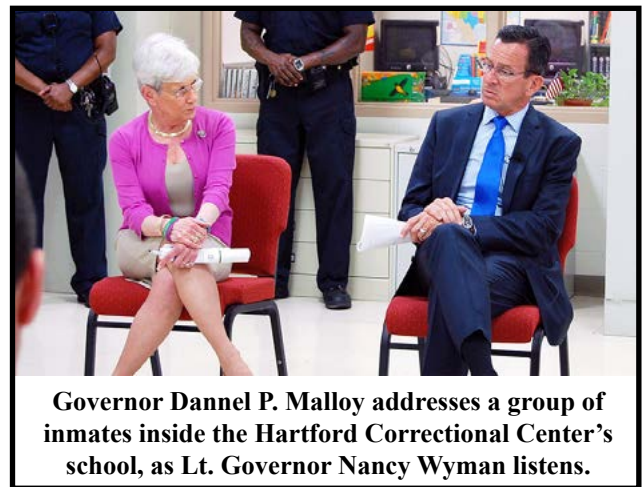 Governor Dannel P. Malloy addresses a group of
inmates inside the Hartford Correctional Center’s
school, as Lt. Governor Nancy Wyman listens.